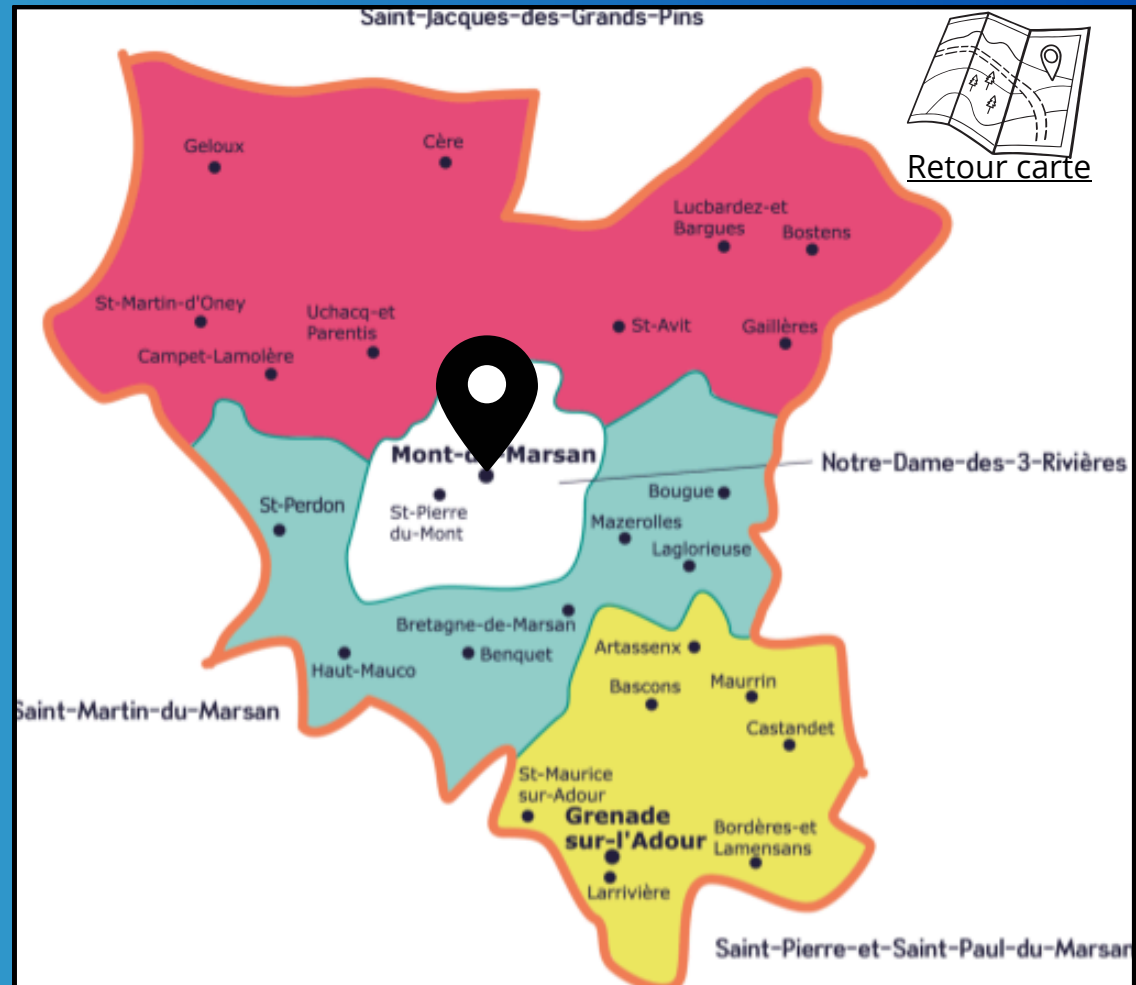 Saint-Jacques-des-Grands-Pins
Retour carte
Geloux
Cère
Lucbardez-et
Bargues
Bostens
St-Martin-d'Oney
Uchacq-et
Parentis
St-Avit
Gaillères
Campet-Lamolère
Mont-d Marsan
Notre-Dame-des-3-Rivières
St-Perdon
St-Pierre
du-Mont
Bougue
Mazerolles
Laglorieuse
Bretagne-de-Marsan
Benquet
Haut-Mauco
Artassenx
Bascons
Maurrin
Saint-Martin-du-Marsan
Castandet
St-Maurice
sur-Adour
Grenade
sur-l'Adour
Bordères-et
Lamensans
Larrivière
Saint-Pierre-et-Saint-Paul-du-Marsan